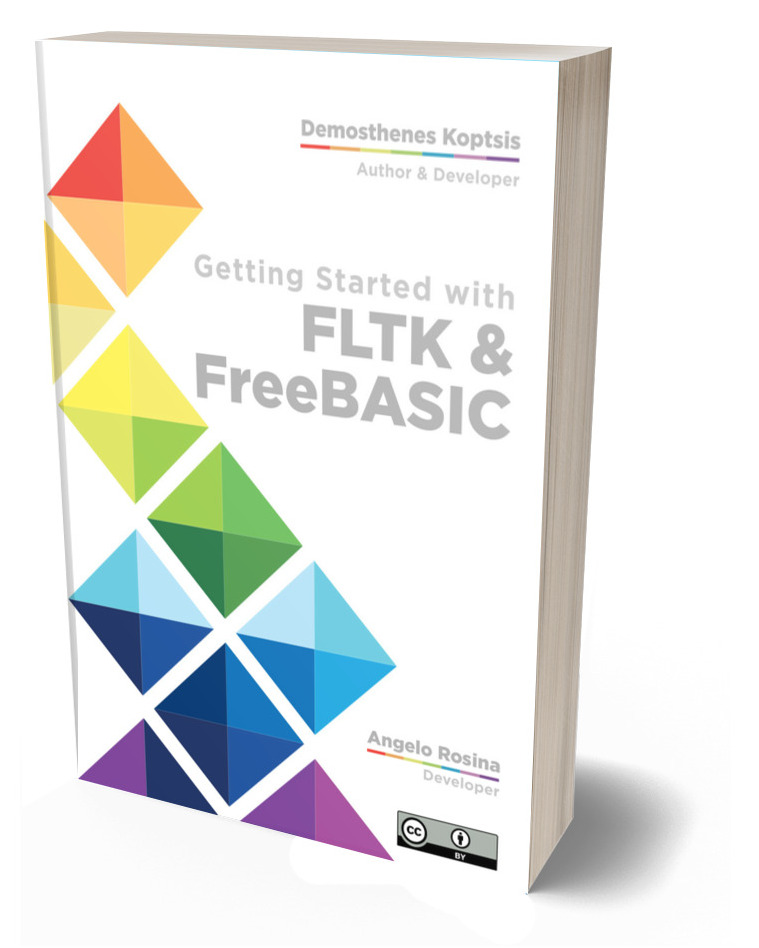 Demosthenes Koptsis
Author & Developer
Getting Started with
FLTK &
FreeBASIC
Angelo Rosina
Developer
CC
BY